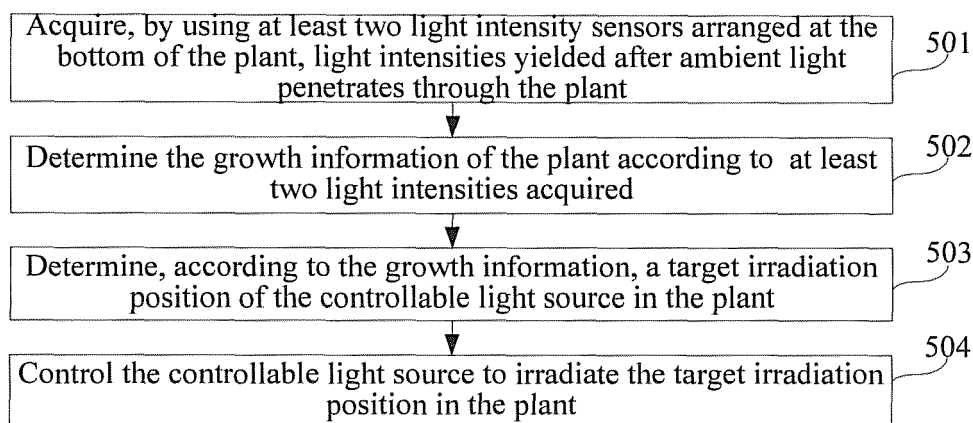 Acquire, by using at least two light intensity sensors arranged at the
bottom of the plant, light intensities yielded after ambient light
penetrates through the plant
501
Determine the growth information of the plant according to at least
two light intensities acquired
502
Determine, according to the growth information, a target irradiation
position of the controllable light source in the plant
503
Control the controllable light source to irradiate the target irradiation
position in the plant
504